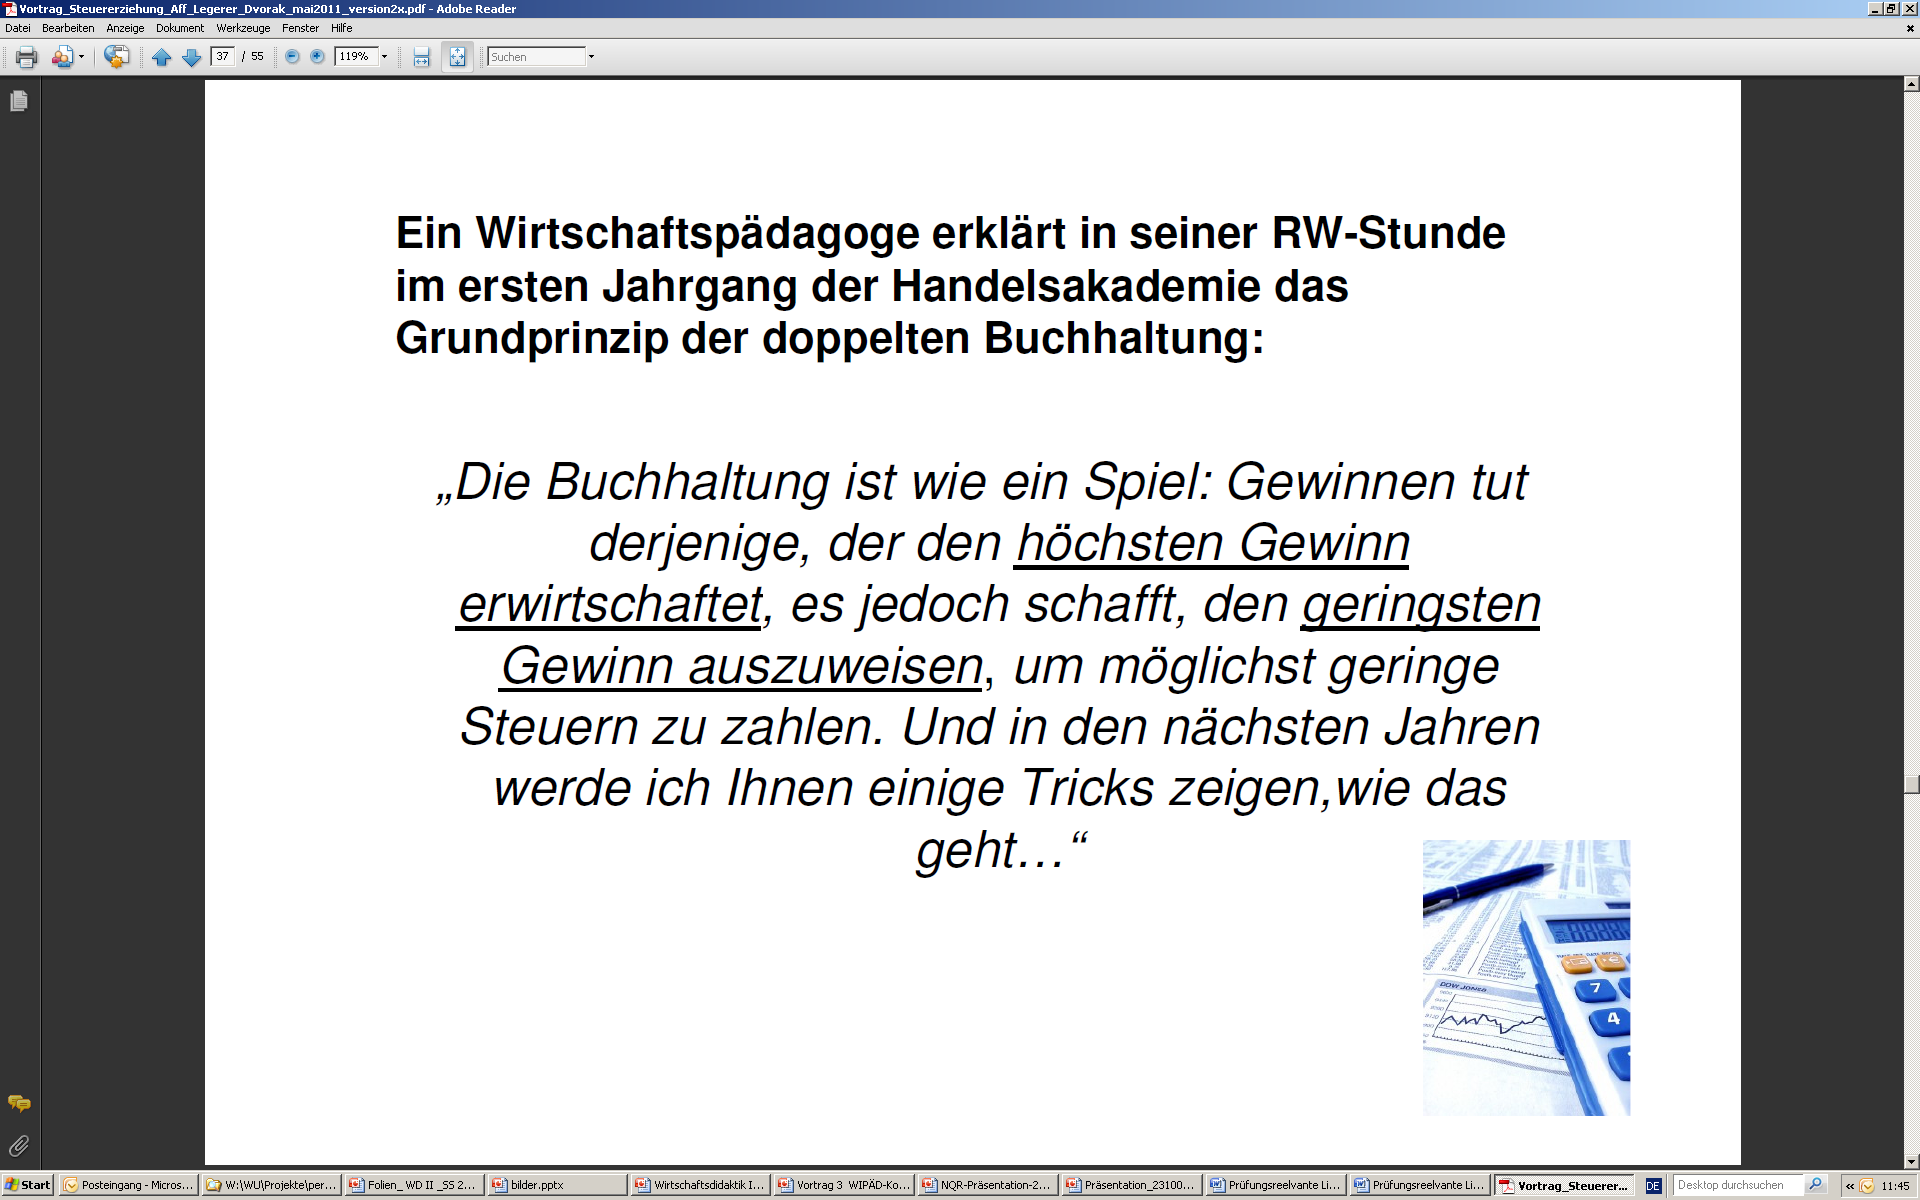 Vortrag_Steuererziehung_Aff_Legerer_Dvorak_mai2011_version2x.pdf - Adobe Reader
Datei Bearbeiten Anzeige Dokument Werkzeuge Fenster Hilfe
37 / 55 119% Suchen
Ein Wirtschaftspädagoge erklärt in seiner RW-Stunde
im ersten Jahrgang der Handelsakademie das
Grundprinzip der doppelten Buchhaltung:
„Die Buchhaltung ist wie ein Spiel: Gewinnen tut
derjenige, der den höchsten Gewinn
erwirtschaftet, es jedoch schafft, den geringsten
Gewinn auszuweisen, um möglichst geringe
Steuern zu zahlen. Und in den nächsten Jahren
werde ich Ihnen einige Tricks zeigen,wie das
geht…“
DOW JONES
7
4
Start Posteingang - Micros... W:\WU\Projekte\per... Folien_ WD II _SS 2... bilder.pptx Wirtschaftsdidaktik I... Vortrag 3 WIPÄD-Ko... NQR-Präsentation-2... Präsentation_23100... Prüfungsreelvante Li... Prüfungsreelvante Li... Vortrag_Steuerer... DE Desktop durchsuchen « 11:45